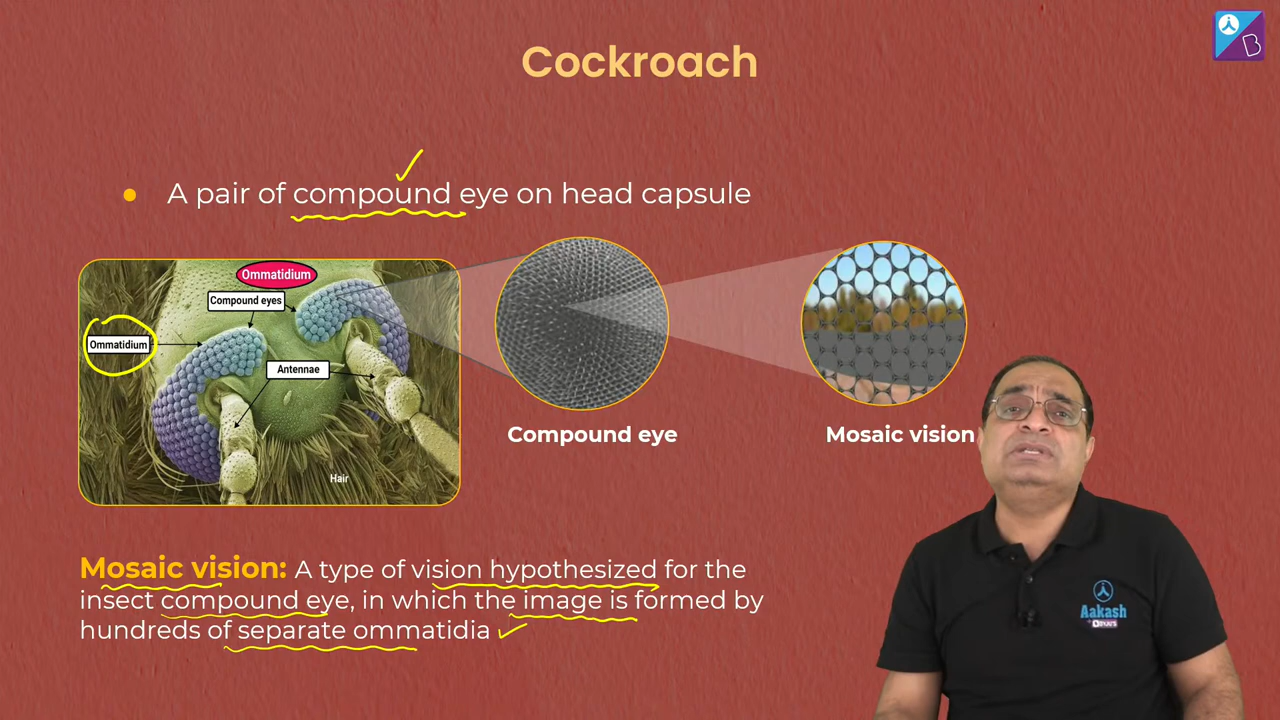 Cockroach
A pair of compound eye on head capsule
Ommatidium
Compound eyes
Ommatidium
Antennae
Hair
Compound eye
Mosaic vision
Mosaic vision: A type of vision hypothesized for the
insect compound eye, in which the image is formed by
hundreds of separate ommatidia
Aakash
B